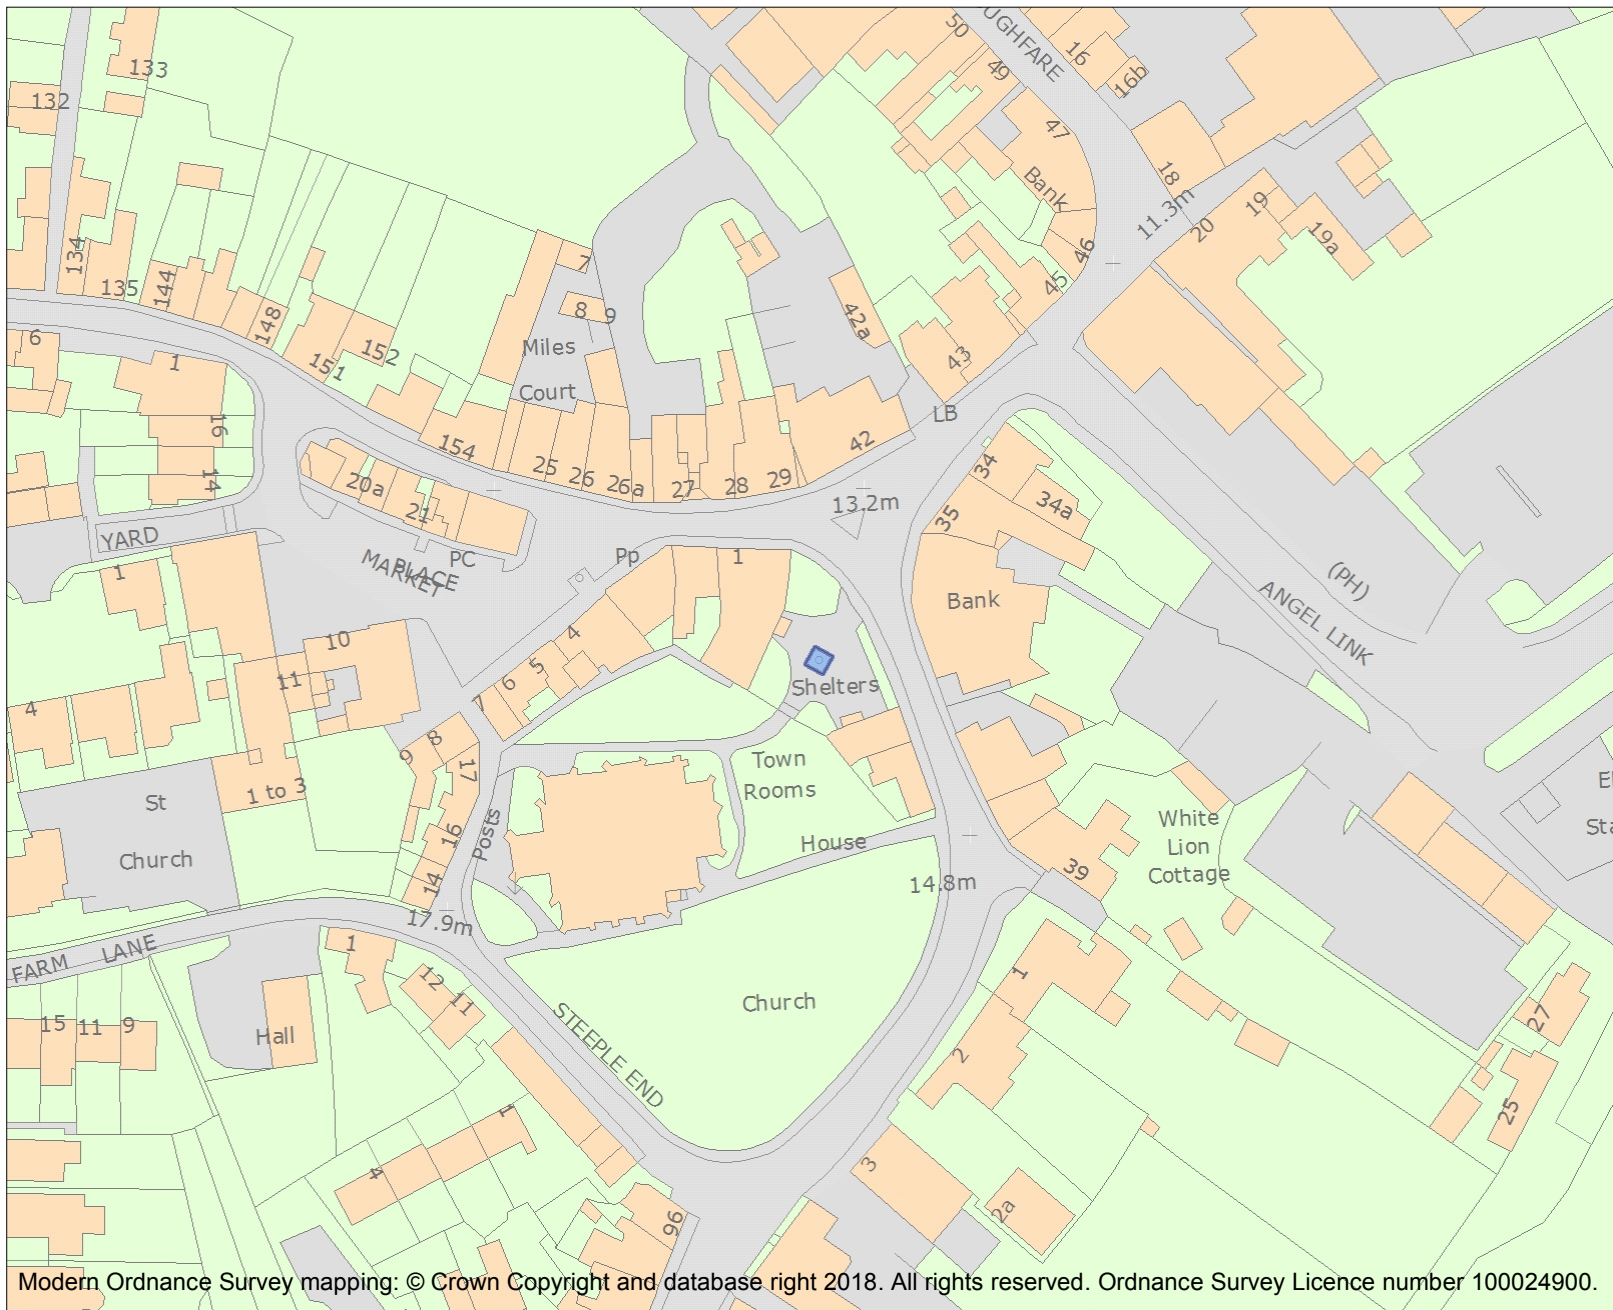 50
UGHFARE
16
16b
49
133
132
47
18
Bank
11.3m
19
20
19a
46
45
134
135
144
7
8
9
148
42a
6
1
151
152
Miles
Court
43
16
LB
154
25
26
26a
27
28
29
42
34
34a
14
20a
21
13.2m
35
YARD
PC
MARKET
PLACE
Pp
1
1
Bank
(PH)
ANGEL LINK
10
4
5
6
7
11
Shelters
4
8
9
17
Town
Rooms
1 to 3
St
Church
Posts
16
14
House
White
Lion
Cottage
El
Sta
39
14.8m
17.9m
FARM LANE
1
12
11
Hall
15
11
9
STEEPLE END
Church
1
2
27
25
1
4
3
2a
96
Modern Ordnance Survey mapping: © Crown Copyright and database right 2018. All rights reserved. Ordnance Survey Licence number 100024900.